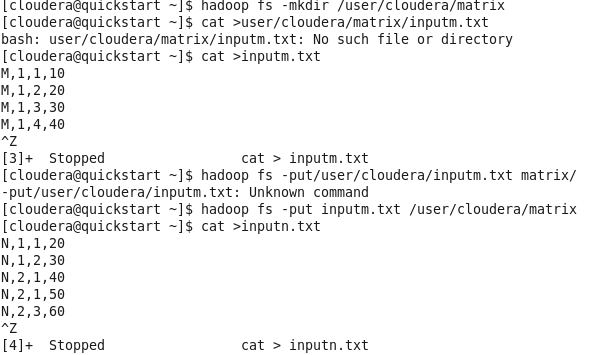 [cloudera@quickstart ~]$ hadoop fs -mkdir /user/cloudera/matrix
[cloudera@quickstart ~]$ cat >user/cloudera/matrix/inputm.txt
bash: user/cloudera/matrix/inputm.txt: No such file or directory
[cloudera@quickstart ~]$ cat >inputm.txt
M,1,1,10
M,1,2,20
M,1,3,30
M,1,4,40
^Z
[3]+  Stopped                 cat > inputm.txt
[cloudera@quickstart ~]$ hadoop fs -put/user/cloudera/inputm.txt matrix/
-put/user/cloudera/inputm.txt: Unknown command
[cloudera@quickstart ~]$ hadoop fs -put inputm.txt /user/cloudera/matrix
[cloudera@quickstart ~]$ cat >inputn.txt
N,1,1,20
N,1,2,30
N,2,1,40
N,2,1,50
N,2,3,60
^Z
[4]+  Stopped                 cat > inputn.txt